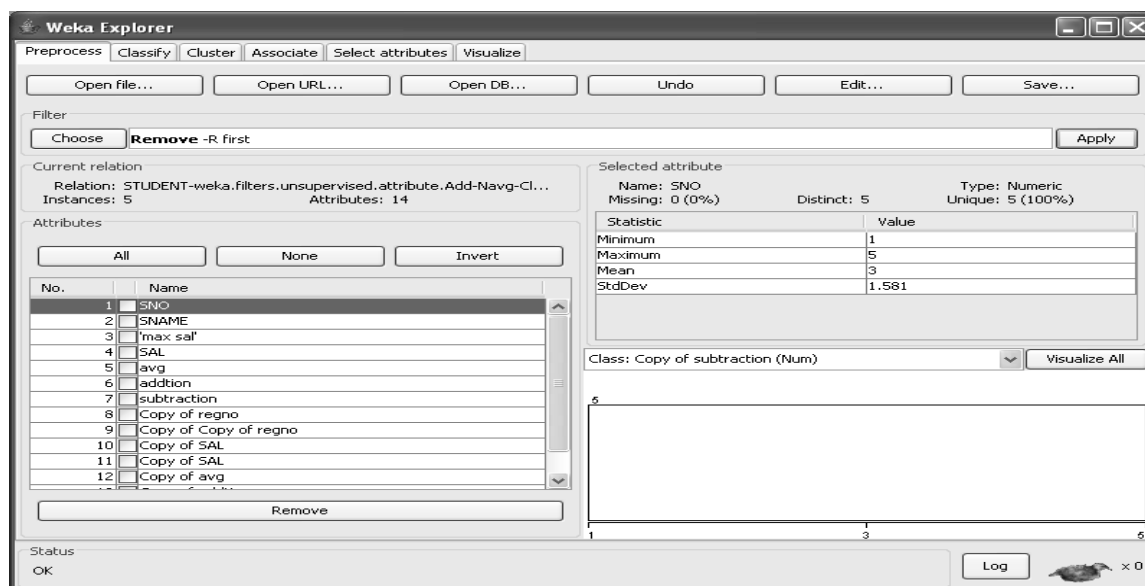 Weka Explorer
Preprocess Classify Cluster Associate Select attributes Visualize
Open file... Open URL... Open DB... Undo Edit... Save...
Filter
Choose Remove -R first Apply
Current relation
Relation: STUDENT-weka.filters.unsupervised.attribute.Add-Navg-Cl...
Instances: 5 Attributes: 14
Attributes
All None Invert
No. Name
1 SNO
2 SNAME
3 'max sal'
4 SAL
5 avg
6 addtion
7 subtraction
8 Copy of regno
9 Copy of Copy of regno
10 Copy of SAL
11 Copy of SAL
12 Copy of avg
Remove
Selected attribute
Name: SNO Type: Numeric
Missing: 0 (0%) Distinct: 5 Unique: 5 (100%)
Statistic Value
Minimum 1
Maximum 5
Mean 3
StdDev 1.581
Class: Copy of subtraction (Num) Visualize All
5
1 3 5
Status
OK
Log x 0